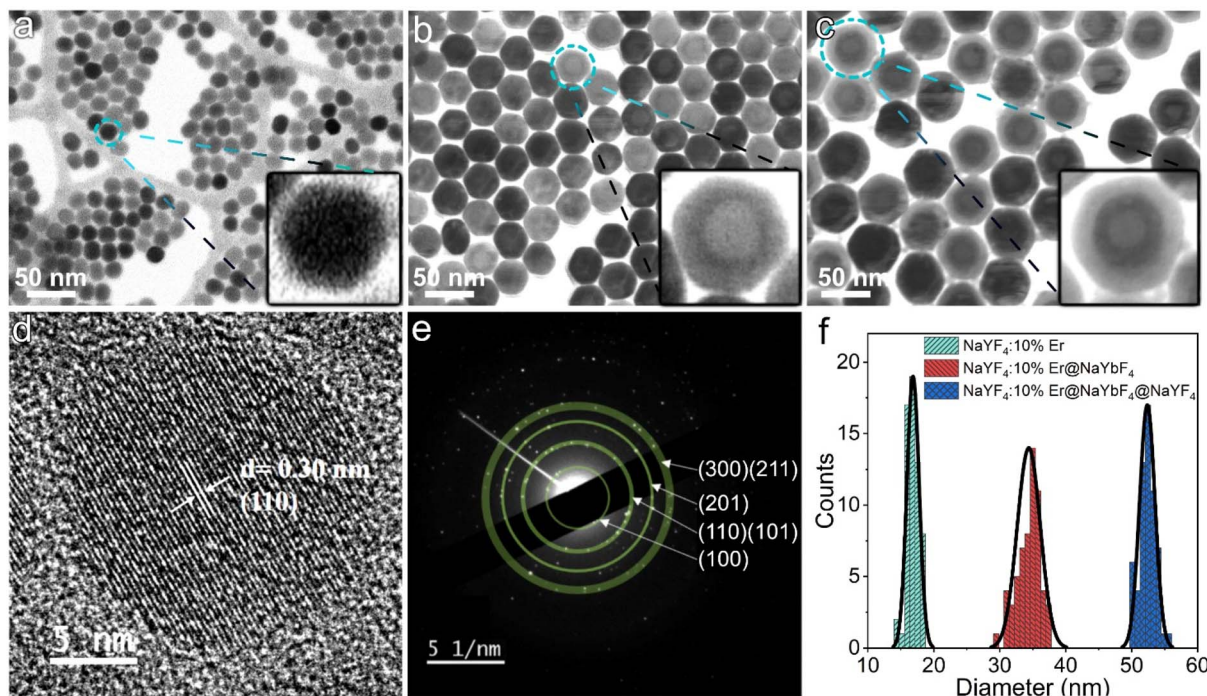 a
50 nm
b
50 nm
c
50 nm
d
d= 0.30 nm
(110)
5 nm
e
(300)(211)
(201)
(110)(101)
(100)
5 1/nm
f
NaYF₄:10% Er
NaYF₄:10% Er@NaYbF₄
NaYF₄:10% Er@NaYbF₄@NaYF₄
Counts
20
15
10
5
0
10 20 30 40 50 60
Diameter (nm)